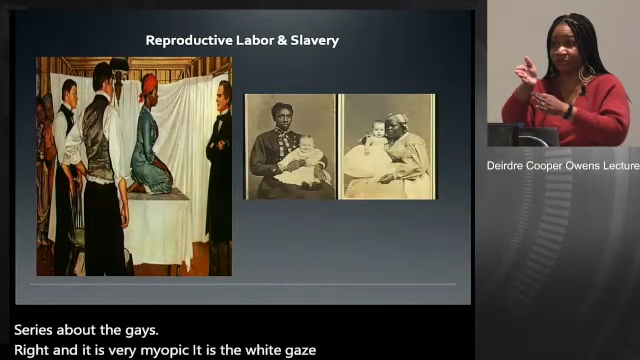 Reproductive Labor & Slavery
Deirdre Cooper Owens Lecture
Series about the gays.
Right and it is very myopic It is the white gaze